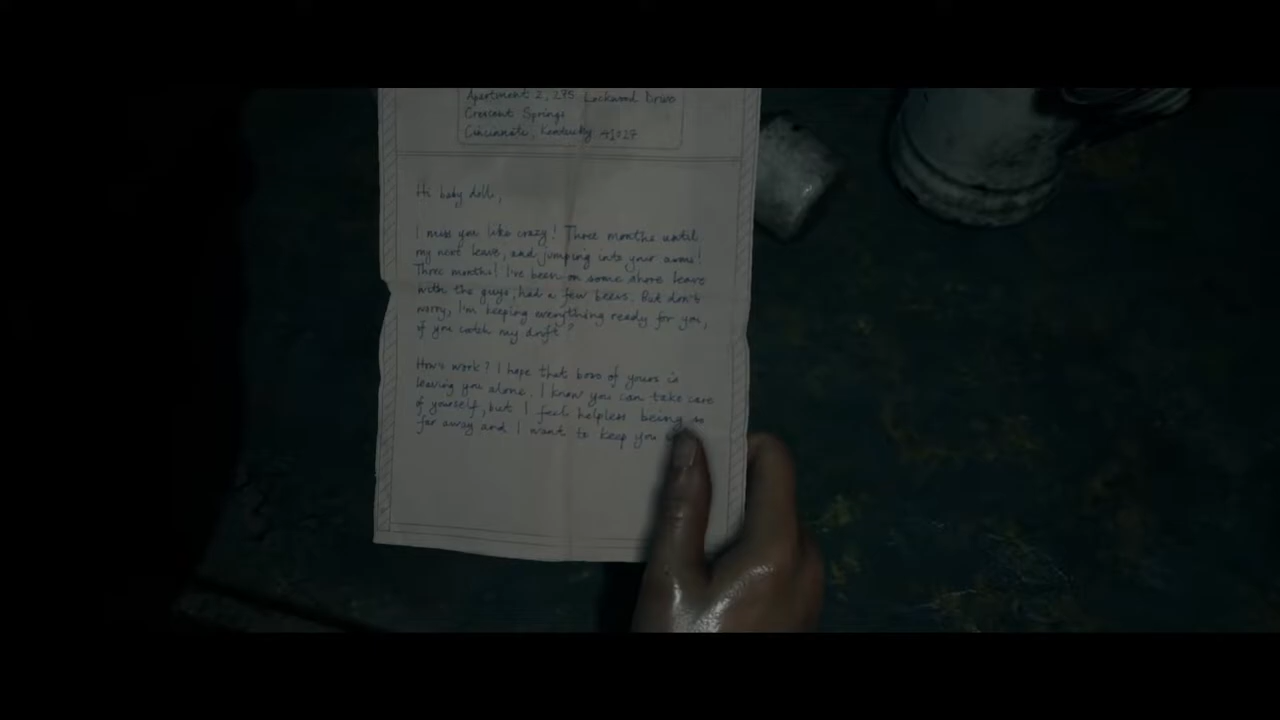 Apartment 2, 275 Lockwood Drive
Crescent Springs
Cincinnati, Kentucky 41027
Hi baby doll,
I miss you like crazy! Three months until
my next leave, and jumping into your arms!
Three months! I've been on some shore leave
with the guys, had a few beers. But don't
worry, I'm keeping everything ready for you,
if you catch my drift?
How's work? I hope that boss of yours is
leaving you alone. I know you can take care
of yourself, but I feel helpless being so
far away and I want to keep you